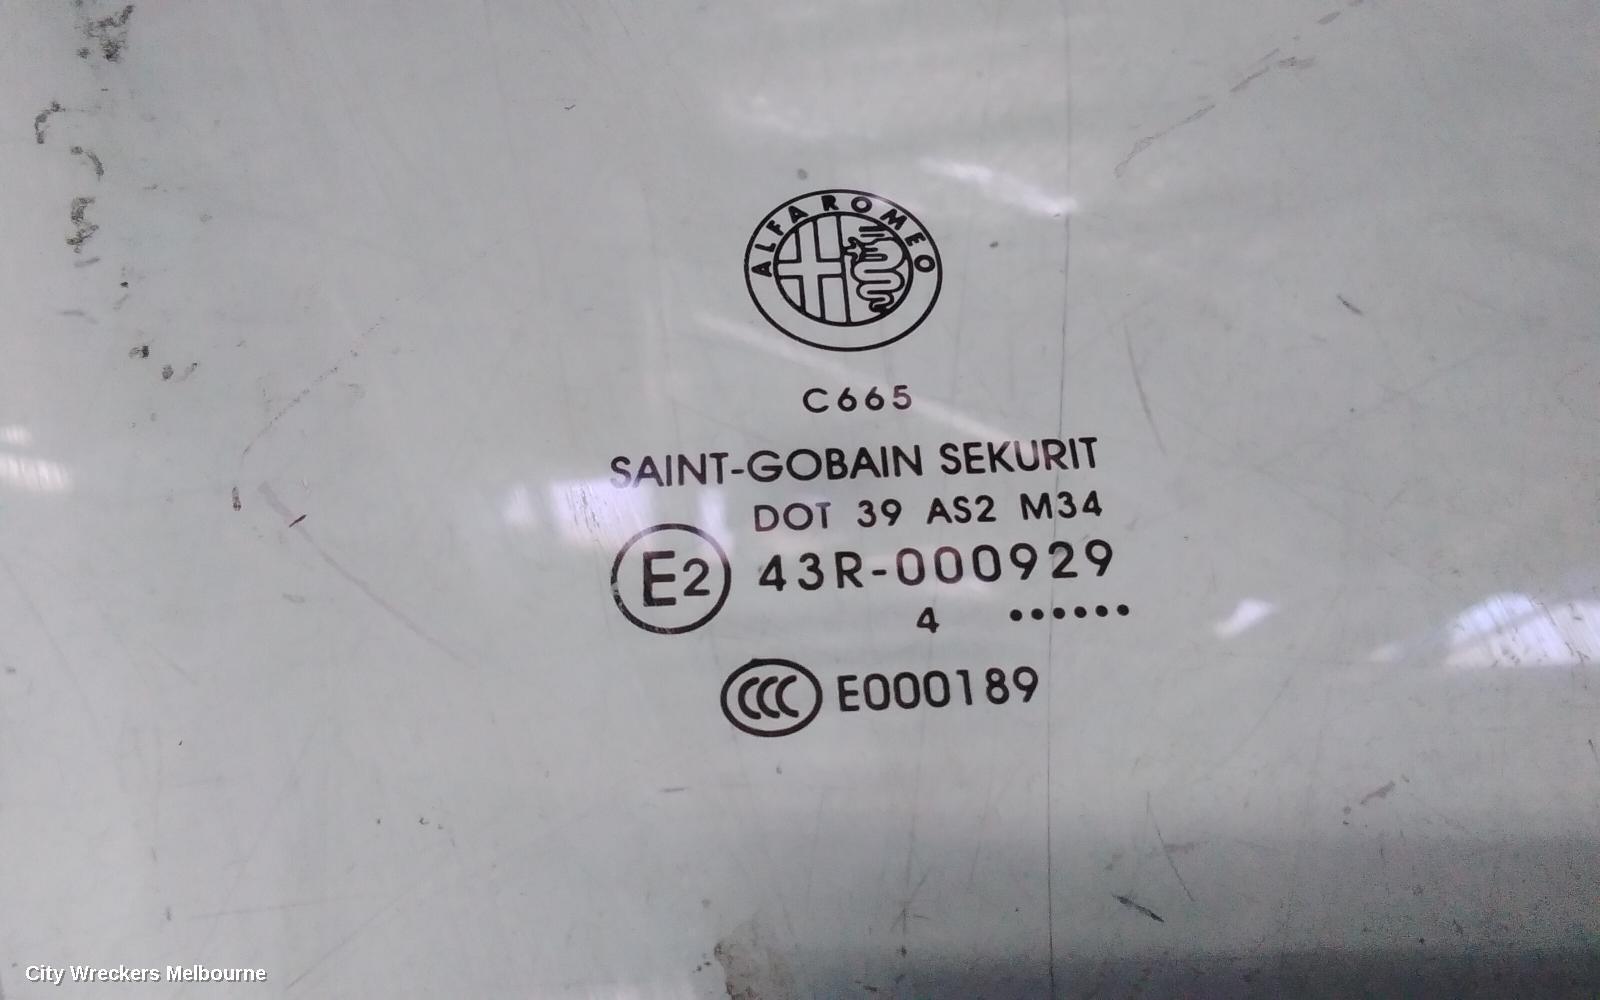 ALFA ROMEO
C665
SAINT-GOBAIN SEKURIT
DOT 39 AS2 M34
E2 43R-000929
4 ••••••
CCC E000189
City Wreckers Melbourne